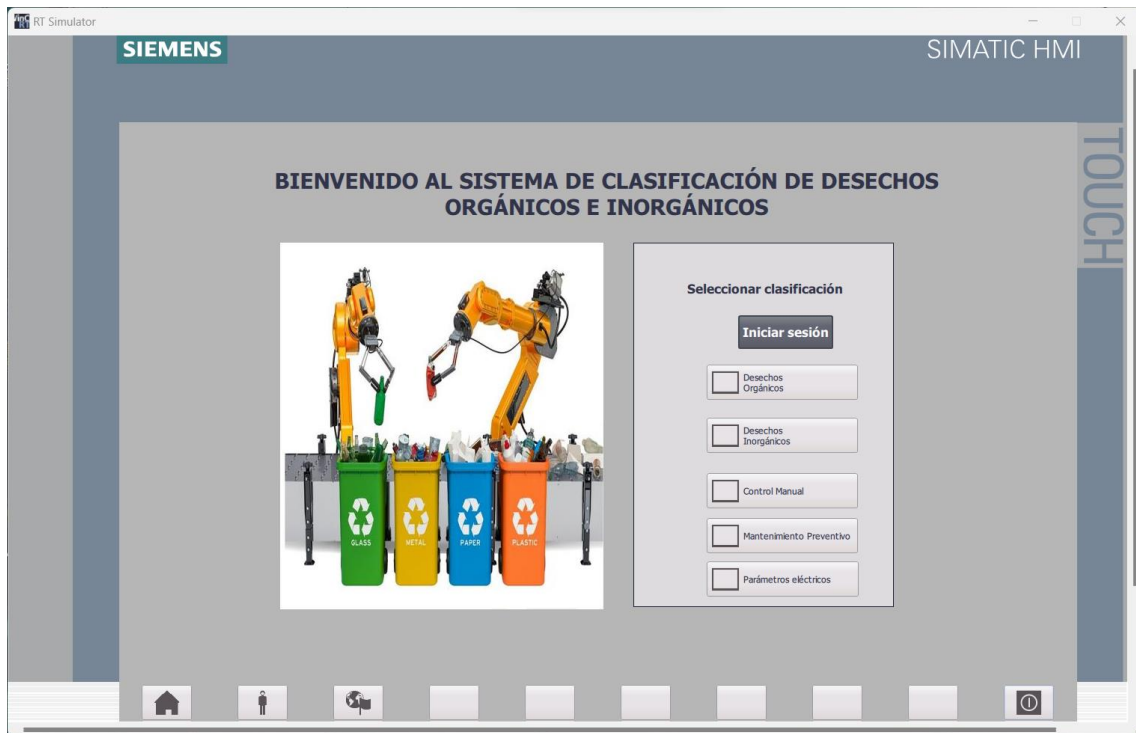 RT Simulator
SIEMENS
SIMATIC HMI
TOUCH
BIENVENIDO AL SISTEMA DE CLASIFICACIÓN DE DESECHOS
ORGÁNICOS E INORGÁNICOS
Seleccionar clasificación
Iniciar sesión
Desechos
Orgánicos
Desechos
Inorgánicos
Control Manual
Mantenimiento Preventivo
Parámetros eléctricos
GLASS
METAL
PAPER
PLASTIC